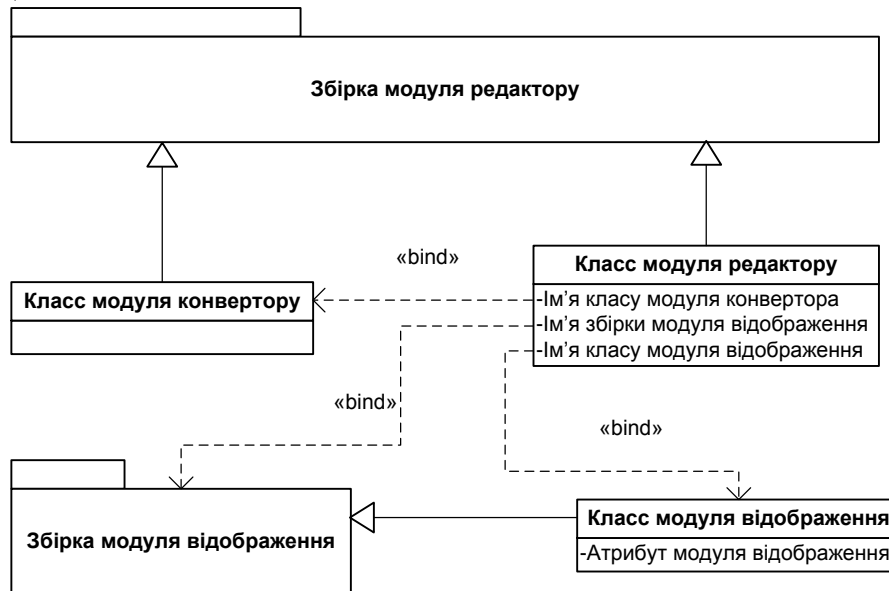 Збірка модуля редактору
«bind»
Класс модуля редактору
Класс модуля конвертору
-Ім’я класу модуля конвертора
-Ім’я збірки модуля відображення
-Ім’я класу модуля відображення
«bind»
«bind»
Збірка модуля відображення
Класс модуля відображення
-Атрибут модуля відображення